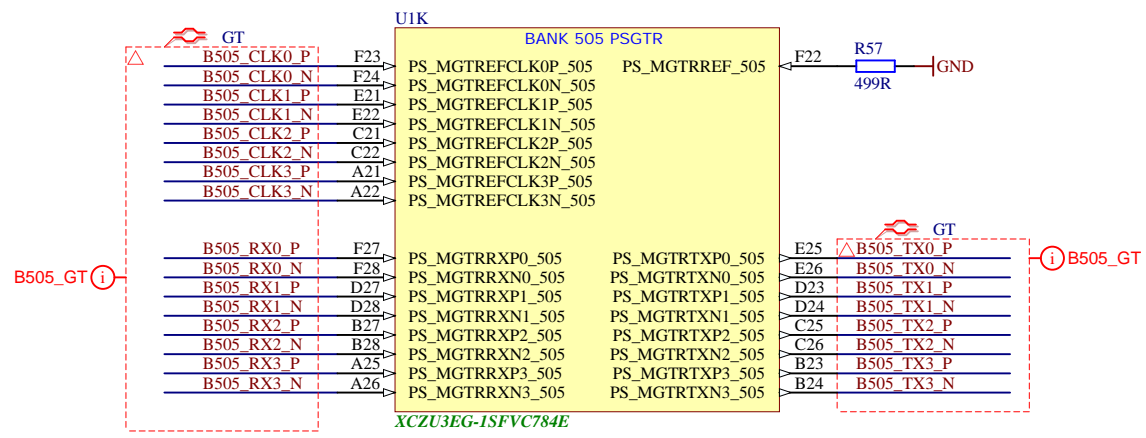 U1K
BANK 505 PSGTR
GT
B505_CLK0_P F23 PS_MGTREFCLK0P_505 PS_MGTRREF_505 F22 R57 499R GND
B505_CLK0_N F24 PS_MGTREFCLK0N_505
B505_CLK1_P E21 PS_MGTREFCLK1P_505
B505_CLK1_N E22 PS_MGTREFCLK1N_505
B505_CLK2_P C21 PS_MGTREFCLK2P_505
B505_CLK2_N C22 PS_MGTREFCLK2N_505
B505_CLK3_P A21 PS_MGTREFCLK3P_505
B505_CLK3_N A22 PS_MGTREFCLK3N_505
GT
B505_RX0_P F27 PS_MGTRRXP0_505 PS_MGTRTXP0_505 E25 B505_TX0_P
B505_GT i B505_RX0_N F28 PS_MGTRRXN0_505 PS_MGTRTXN0_505 E26 B505_TX0_N i B505_GT
B505_RX1_P D27 PS_MGTRRXP1_505 PS_MGTRTXP1_505 D23 B505_TX1_P
B505_RX1_N D28 PS_MGTRRXN1_505 PS_MGTRTXN1_505 D24 B505_TX1_N
B505_RX2_P B27 PS_MGTRRXP2_505 PS_MGTRTXP2_505 C25 B505_TX2_P
B505_RX2_N B28 PS_MGTRRXN2_505 PS_MGTRTXN2_505 C26 B505_TX2_N
B505_RX3_P A25 PS_MGTRRXP3_505 PS_MGTRTXP3_505 B23 B505_TX3_P
B505_RX3_N A26 PS_MGTRRXN3_505 PS_MGTRTXN3_505 B24 B505_TX3_N
XCZU3EG-1SFVC784E